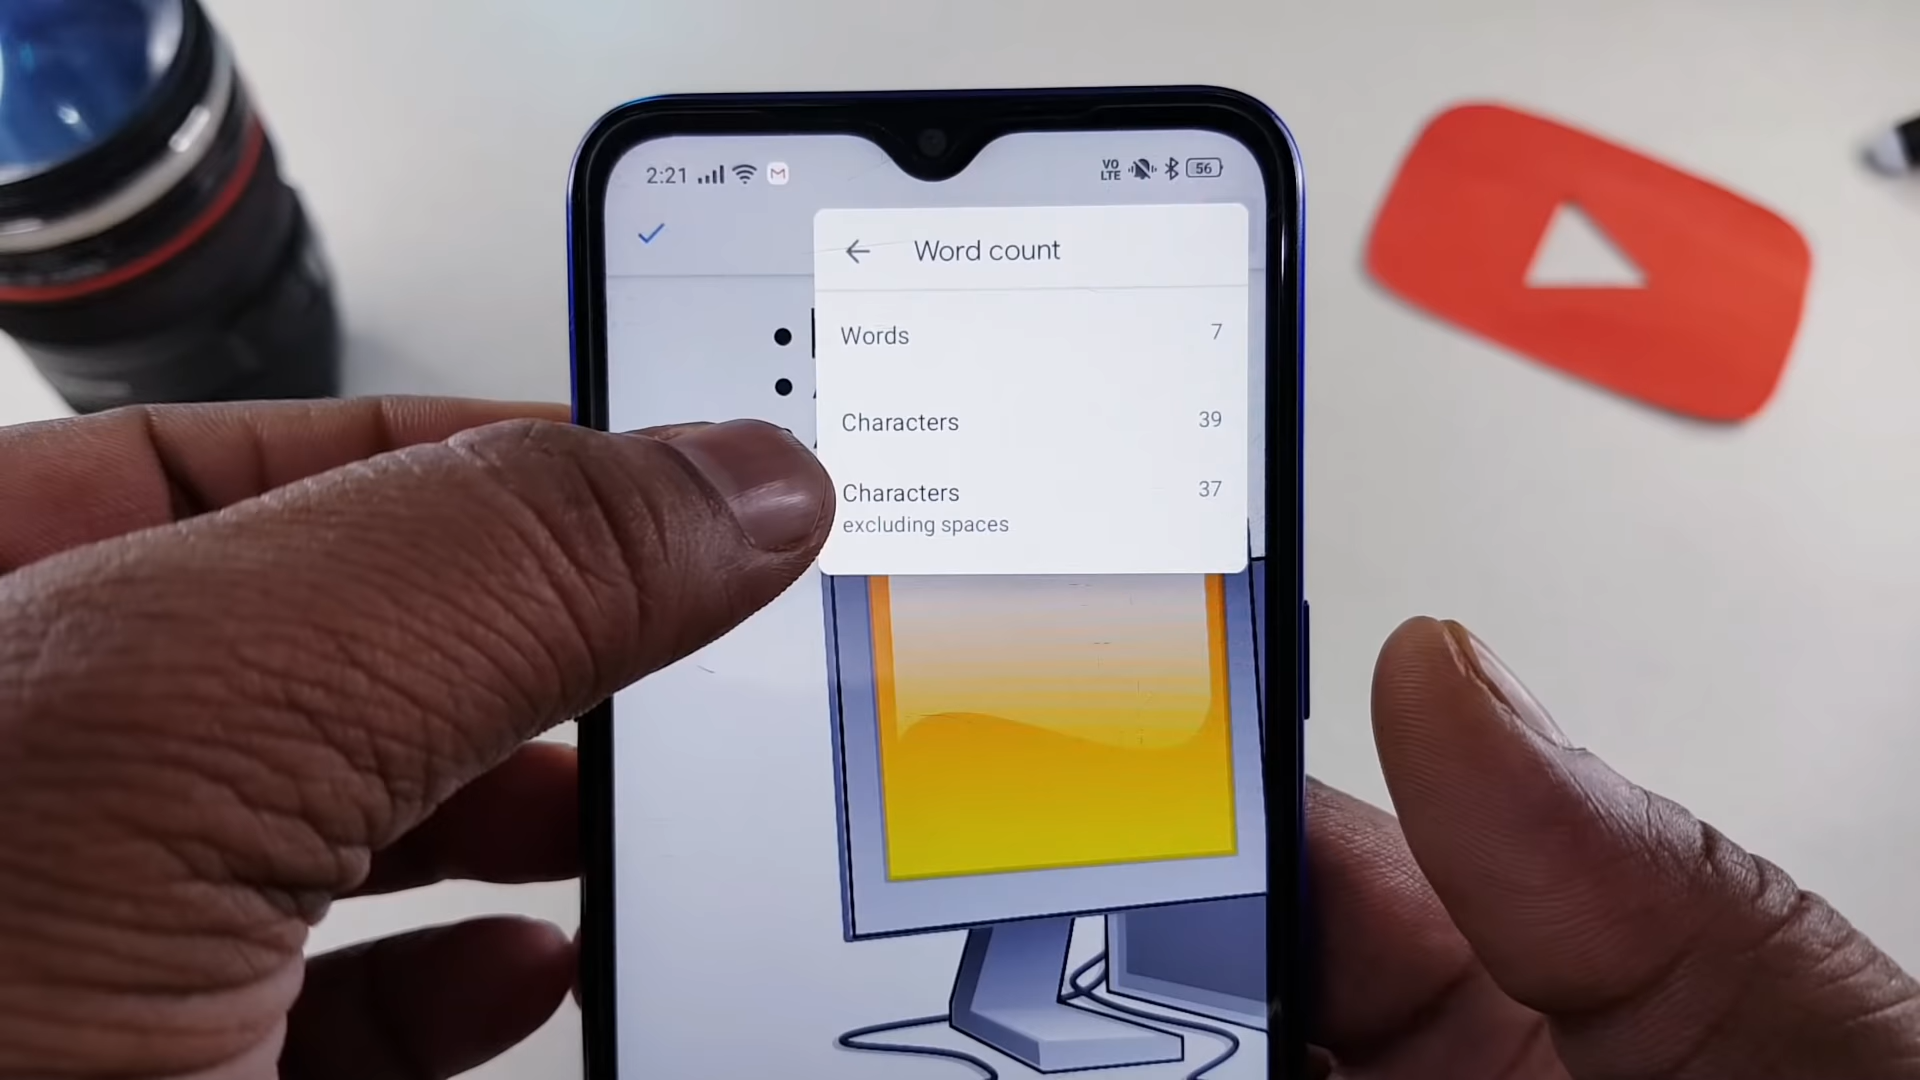 2:21
VO
LTE
56
Word count
Words 7
Characters 39
Characters 37
excluding spaces